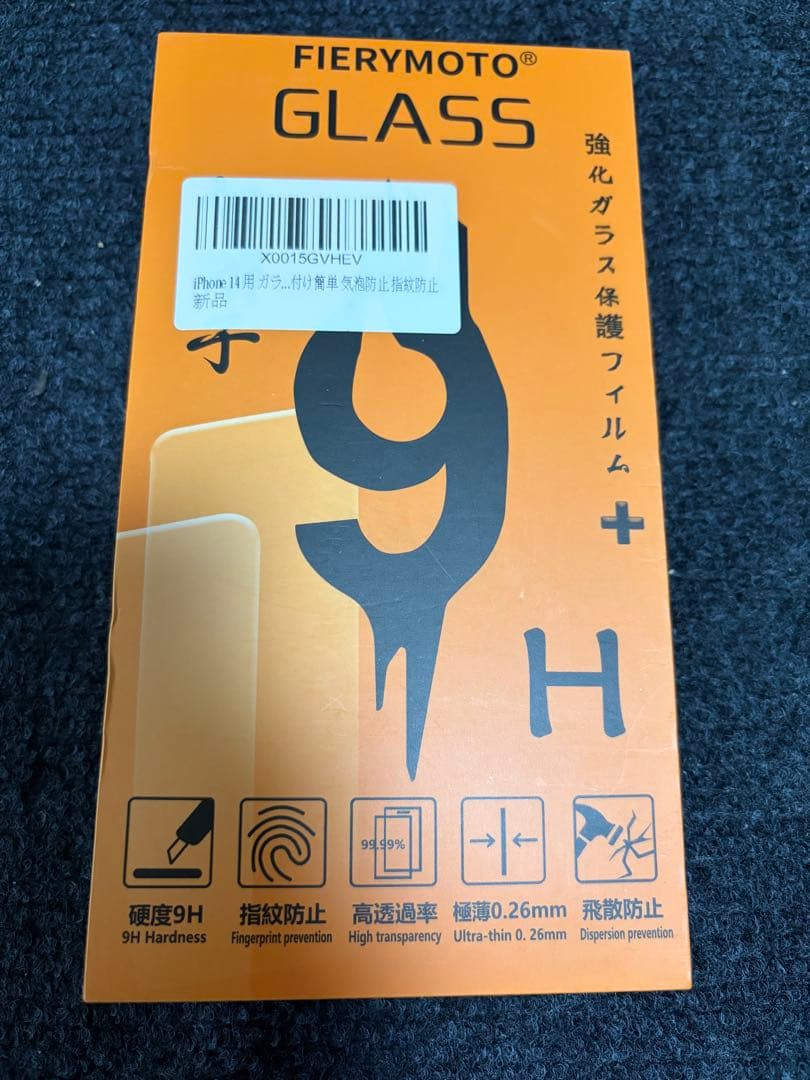 FIERYMOTO®
GLASS
強化ガラス保護フィルム+
X0015GVHEV
iPhone 14 用 ガラ...付け簡単 気泡防止 指紋防止
新品
9
H
99.99%
硬度9H
9H Hardness
指紋防止
Fingerprint prevention
高透過率
High transparency
極薄0.26mm
Ultra-thin 0. 26mm
飛散防止
Dispersion prevention